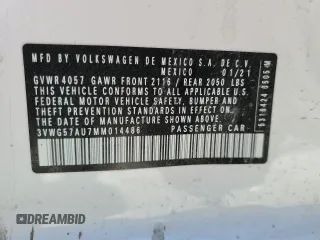 MFD. BY VOLKSWAGEN DE MEXICO S.A. DE C.V.
MEXICO 01/21
GVWR 4057 GAWR FRONT 2116 / REAR 2050 LBS
THIS VEHICLE CONFORMS TO ALL APPLICABLE
FEDERAL MOTOR VEHICLE SAFETY, BUMPER AND
THEFT PREVENTION STANDARDS IN EFFECT ON THE
DATE OF MANUFACTURE SHOWN ABOVE
3VWG57AU7MM014486 PASSENGER CAR
DREAMBID